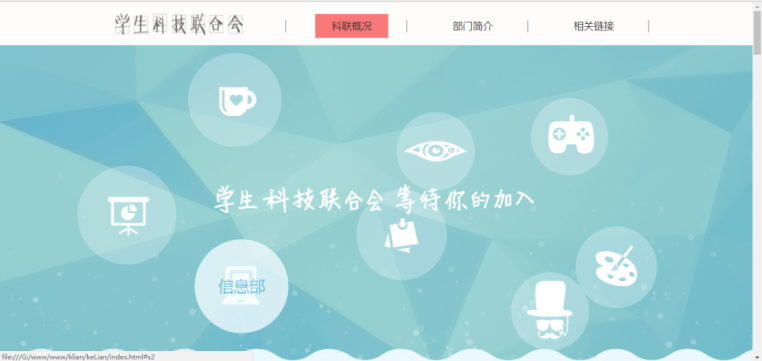 学生科技联合会
科联概况
部门简介
相关链接
学生科技联合会 等待你的加入
信息部
file:///G:/www/www/klian/keLian/index.html#s2